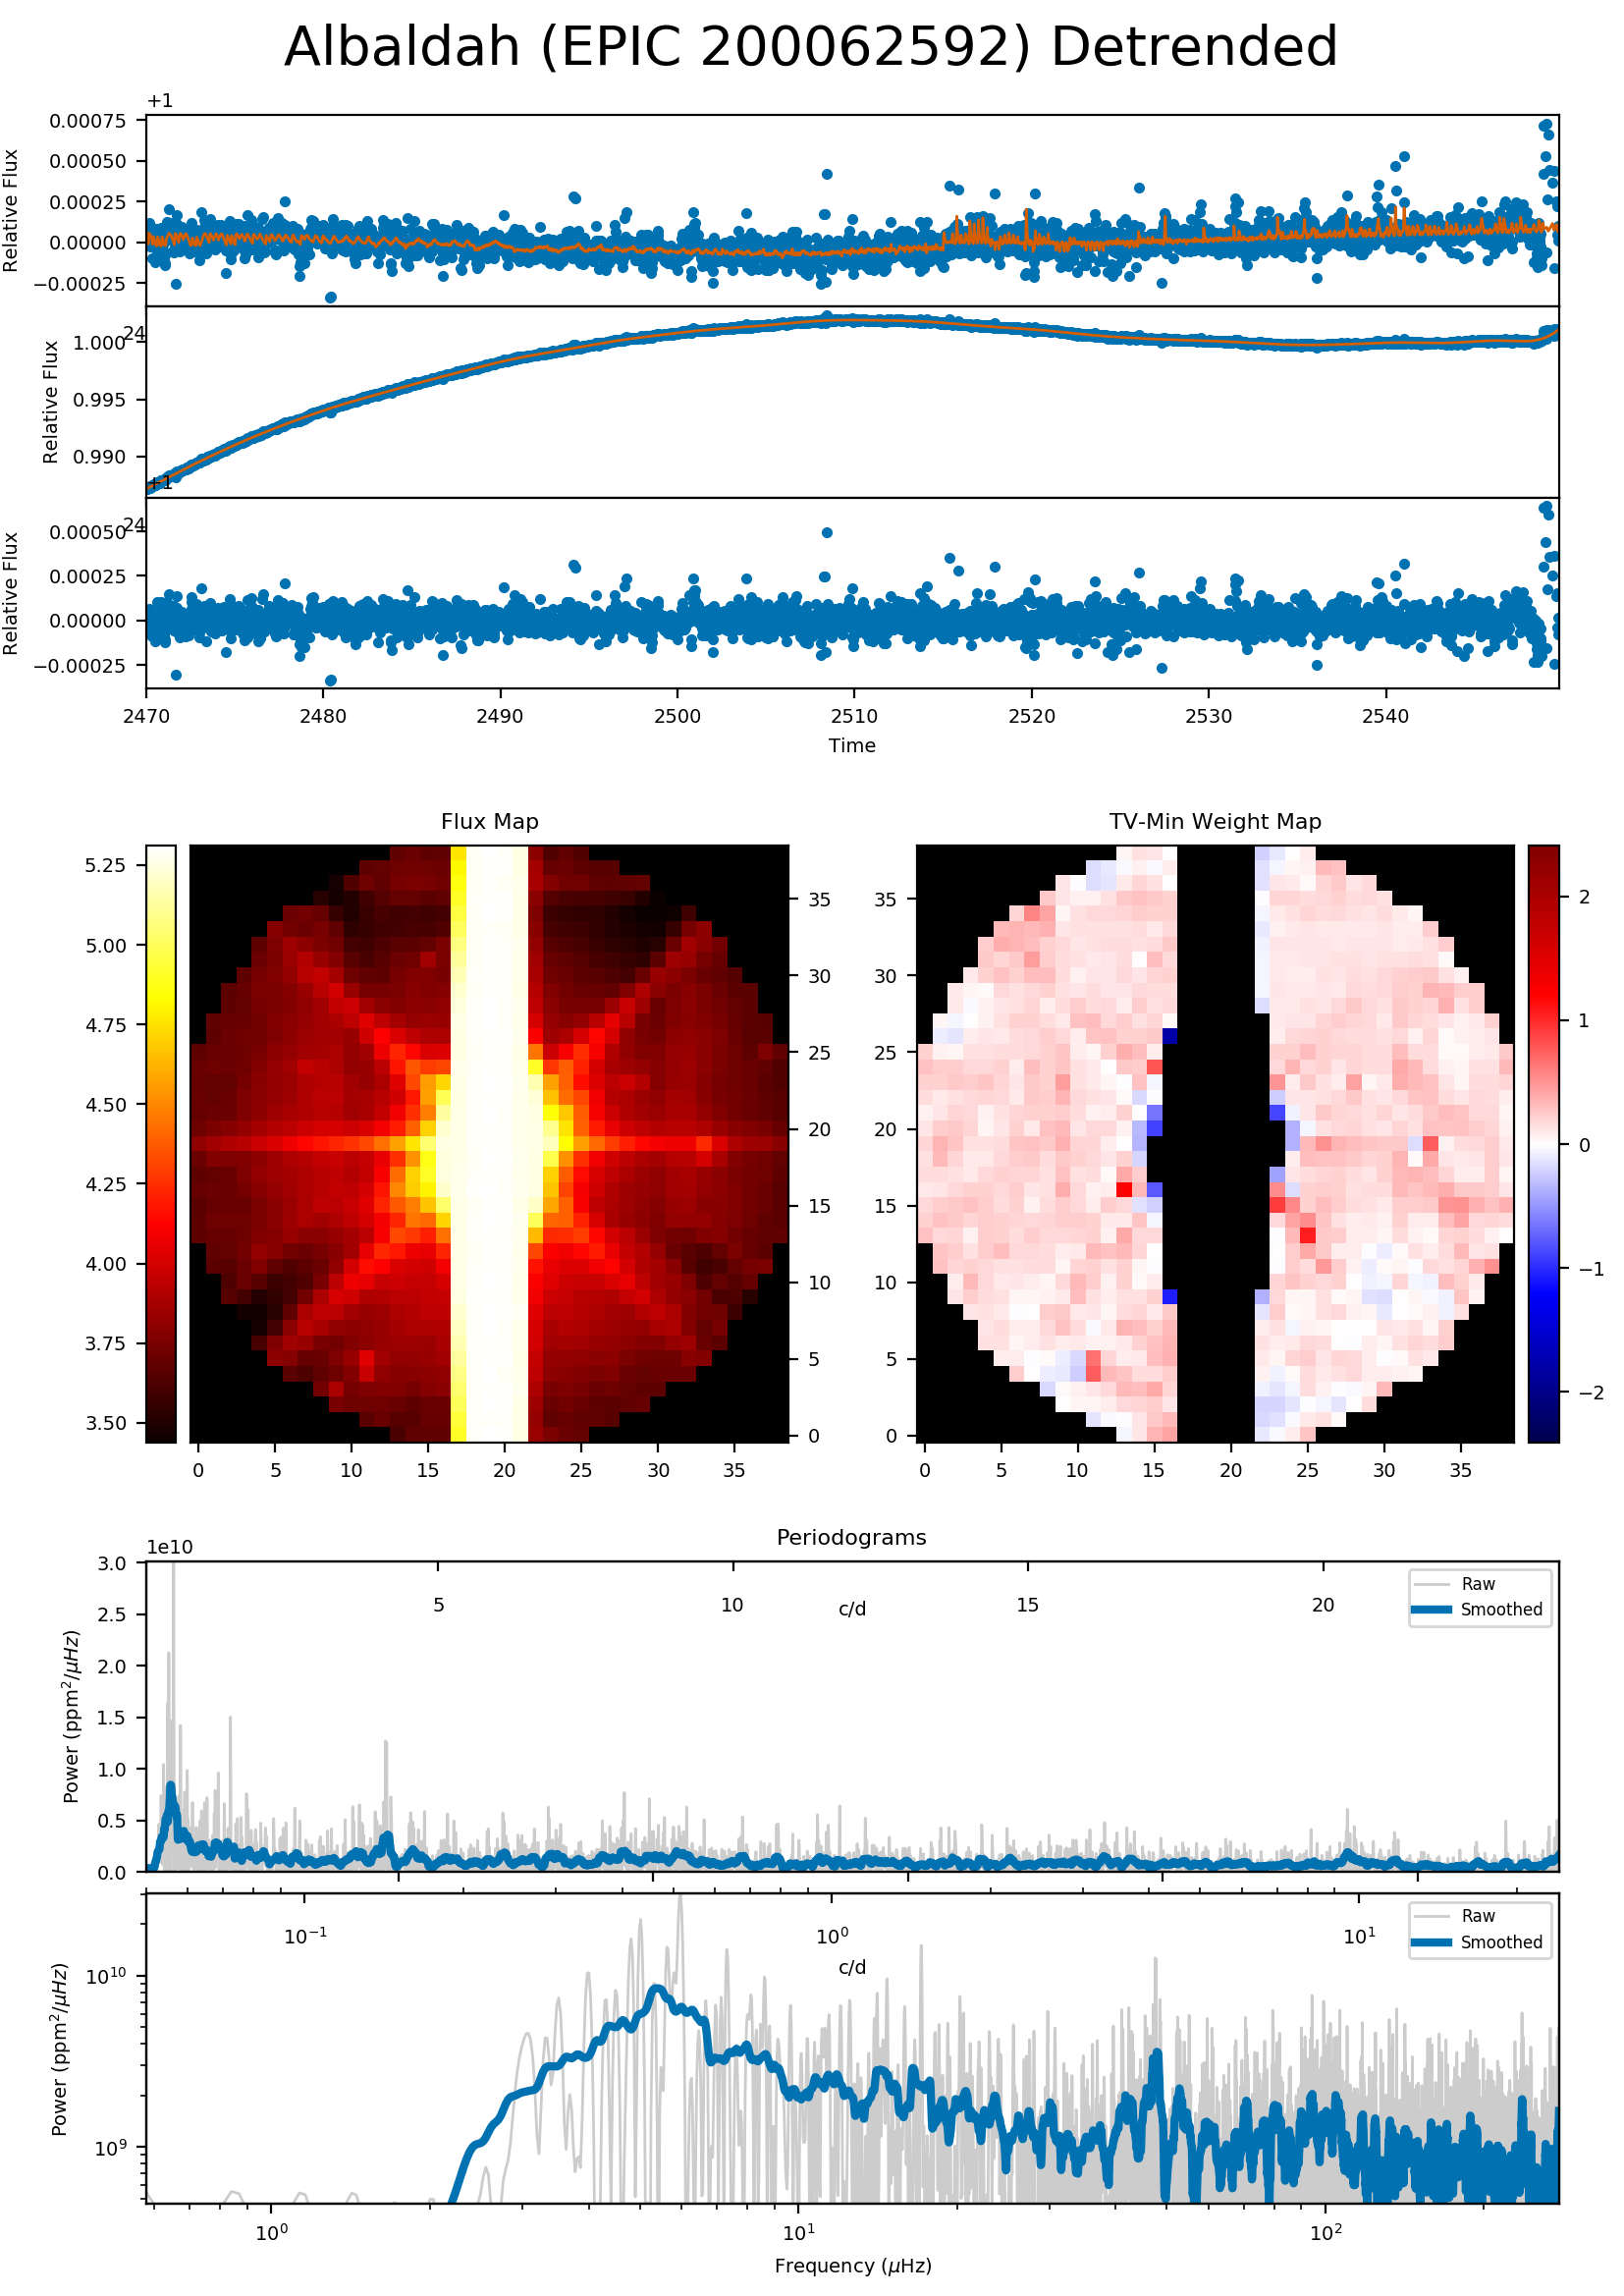 Albaldah (EPIC 200062592) Detrended
+1
0.00075
0.00050
0.00025
0.00000
−0.00025
Relative Flux
24
1.000
0.995
0.990
Relative Flux
+1
24
0.00050
0.00025
0.00000
−0.00025
Relative Flux
2470 2480 2490 2500 2510 2520 2530 2540
Time
Flux Map
5.25
5.00
4.75
4.50
4.25
4.00
3.75
3.50
35
30
25
20
15
10
5
0
0 5 10 15 20 25 30 35
TV-Min Weight Map
35
30
25
20
15
10
5
0
0 5 10 15 20 25 30 35
2
1
0
−1
−2
Periodograms
1e10
3.0
2.5
2.0
1.5
1.0
0.5
0.0
Power (ppm²/μHz)
5 10 15 20
c/d
Raw
Smoothed
10⁻¹ 10⁰ 10¹
c/d
Raw
Smoothed
10¹⁰
10⁹
Power (ppm²/μHz)
10⁰ 10¹ 10²
Frequency (μHz)